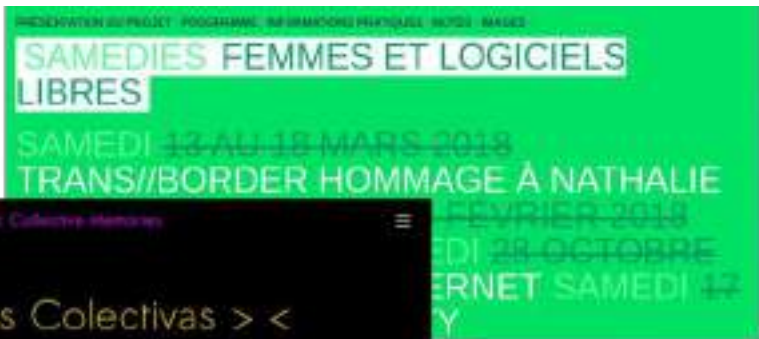 PRÉSENTATION DU PROJET PROGRAMME INFORMATIONS PRATIQUES NOTES IMAGES
SAMEDIES FEMMES ET LOGICIELS
LIBRES
SAMEDI 13 AU 18 MARS 2018
TRANS//BORDER HOMMAGE À NATHALIE
FÉVRIER 2018
EDI 28 OCTOBRE
ERNET SAMEDI 17
Y
Collective Memories
s Colectivas > <